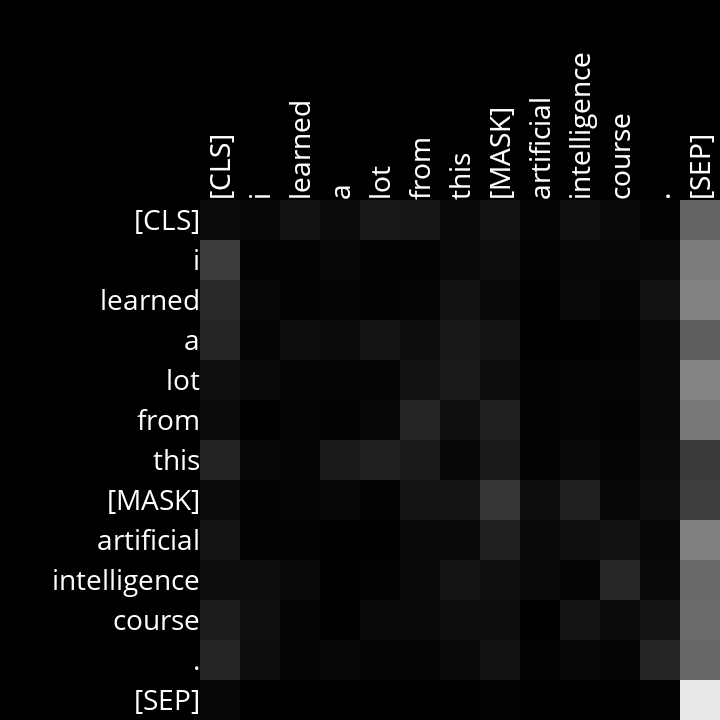 [CLS] i learned a lot from this [MASK] artificial intelligence course . [SEP]
[CLS]
i
learned
a
lot
from
this
[MASK]
artificial
intelligence
course
.
[SEP]